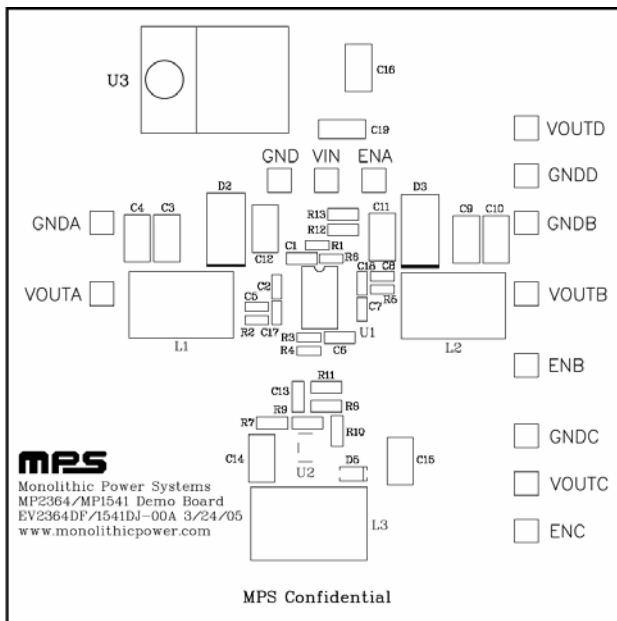 U3
C16
C19
VOUTD
GND VIN ENA
GNDD
D2
D3
C4 C3
C11
C9 C10
R13
GNDA
GNDB
R12
C12
R1
C1
R6
C18 C8
C2
R5
VOUTA
VOUTB
C5
C7
R2 C17
U1
R3
C6
L1
L2
R4
ENB
R11
C13
R8
R9
R7
R10
GNDC
C14
C15
U2
D5
MPS
VOUTC
Monolithic Power Systems
MP2364/MP1541 Demo Board
EV2364DF/1541DJ-00A 3/24/05
L3
www.monolithicpower.com
ENC
MPS Confidential